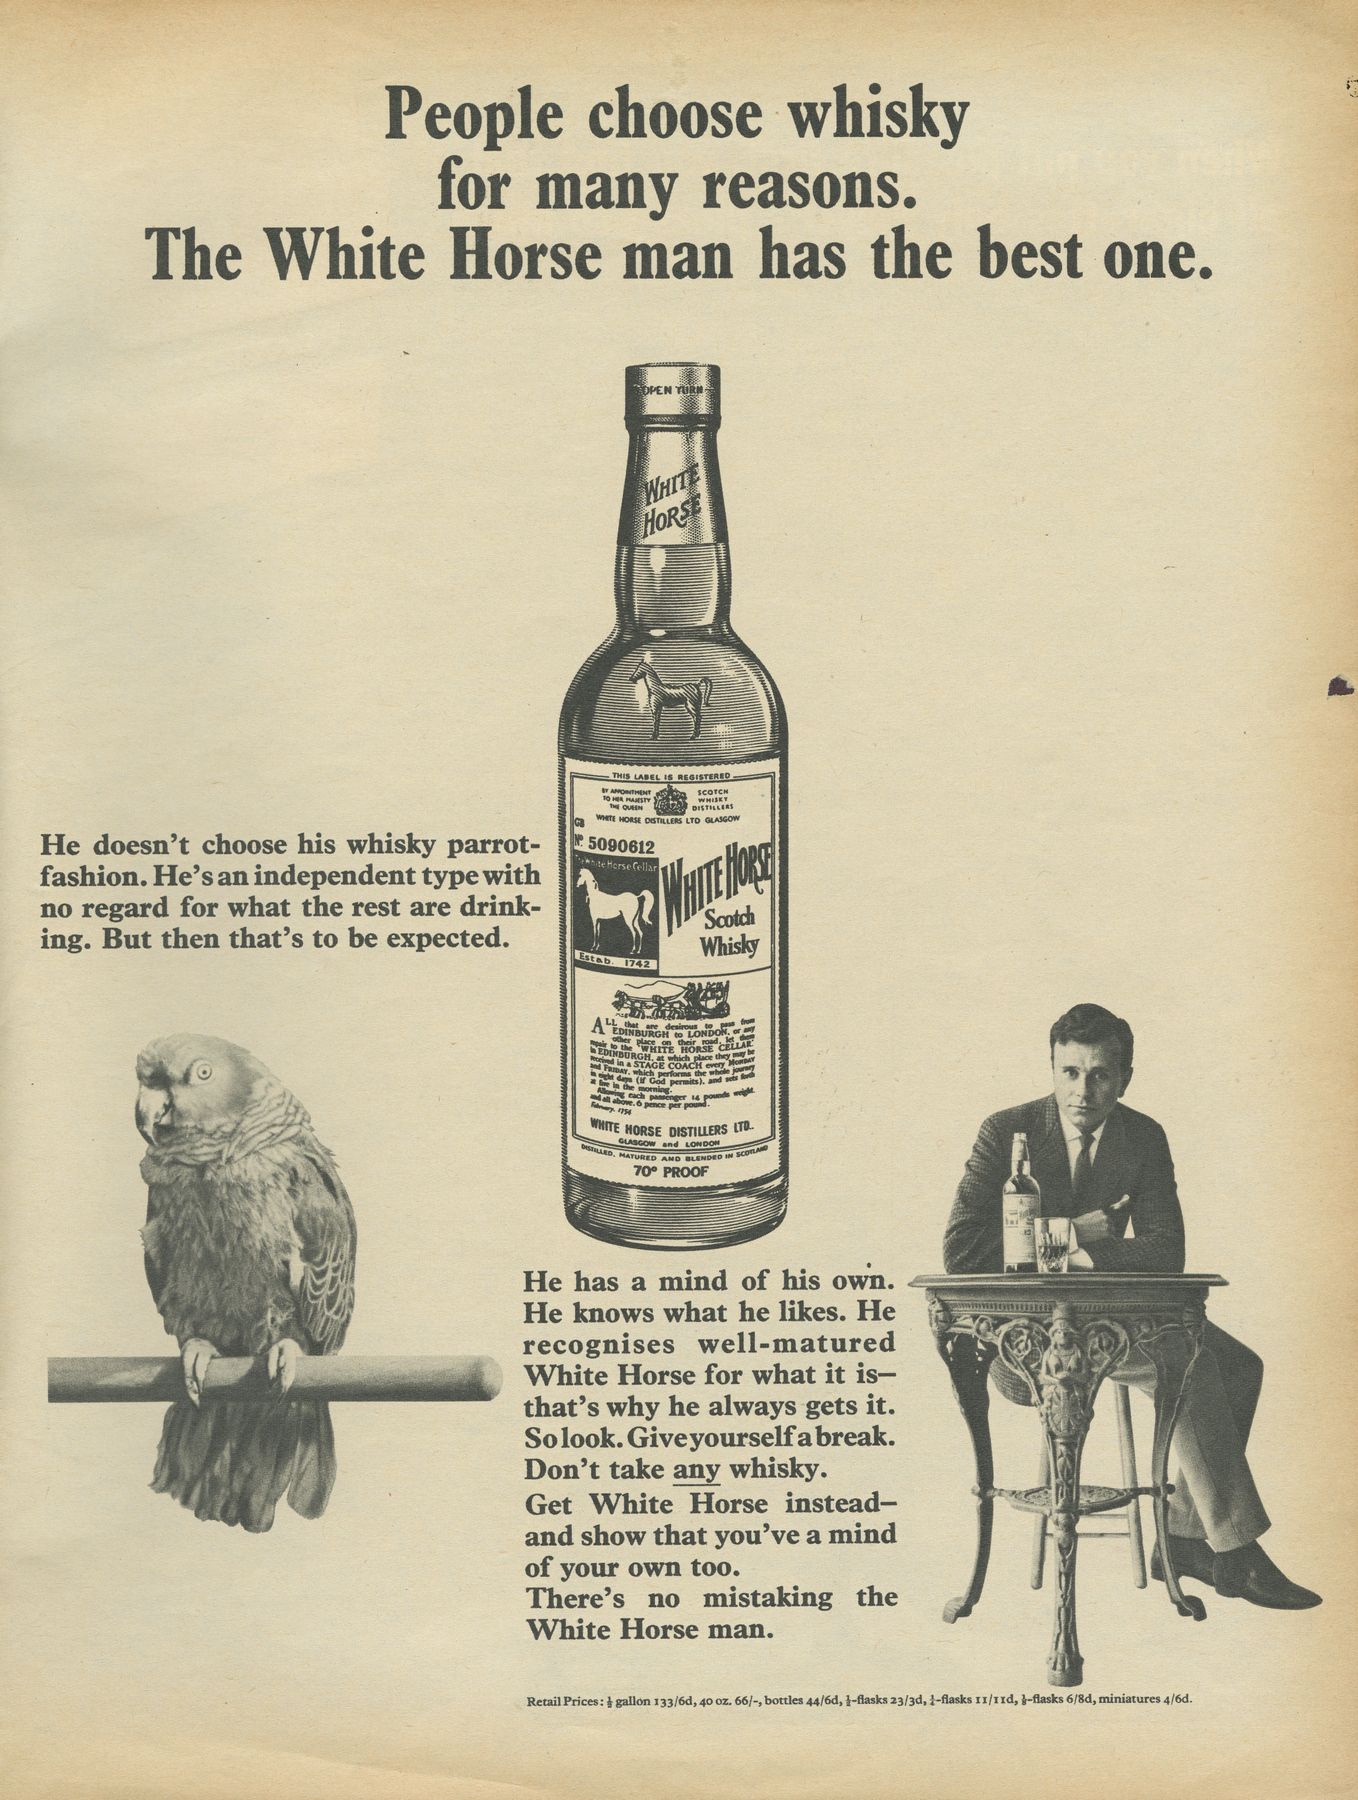 People choose whisky
for many reasons.
The White Horse man has the best one.
OPEN TURN
WHITE
HORSE
THIS LABEL IS REGISTERED
BY APPOINTMENT
TO HER MAJESTY
THE QUEEN
SCOTCH
WHISKY
DISTILLERS
WHITE HORSE DISTILLERS LTD GLASGOW
GB
Nº. 5090612
The White Horse Cellar
WHITE HORSE
Scotch
Whisky
Estab. 1742
ALL that are desirous to pass from
EDINBURGH to LONDON, or any
other place on their road, let them
repair to the "WHITE HORSE CELLAR"
in EDINBURGH, at which place they may be
received in a STAGE COACH every MONDAY
and FRIDAY, which performs the whole journey
in eight days (if God permits), and sets forth
at five in the morning.
Allowing each passenger 14 pounds weight,
and all above, 6 pence per pound.
February, 1754
WHITE HORSE DISTILLERS LTD.
GLASGOW and LONDON
DISTILLED, MATURED AND BLENDED IN SCOTLAND
70° PROOF
He doesn't choose his whisky parrot-
fashion. He's an independent type with
no regard for what the rest are drink-
ing. But then that's to be expected.
He has a mind of his own.
He knows what he likes. He
recognises well-matured
White Horse for what it is—
that's why he always gets it.
So look. Give yourself a break.
Don't take any whisky.
Get White Horse instead—
and show that you've a mind
of your own too.
There's no mistaking the
White Horse man.
Retail Prices: ½ gallon 133/6d, 40 oz. 66/-, bottles 44/6d, ½-flasks 23/3d, ¼-flasks 11/11d, ⅛-flasks 6/8d, miniatures 4/6d.